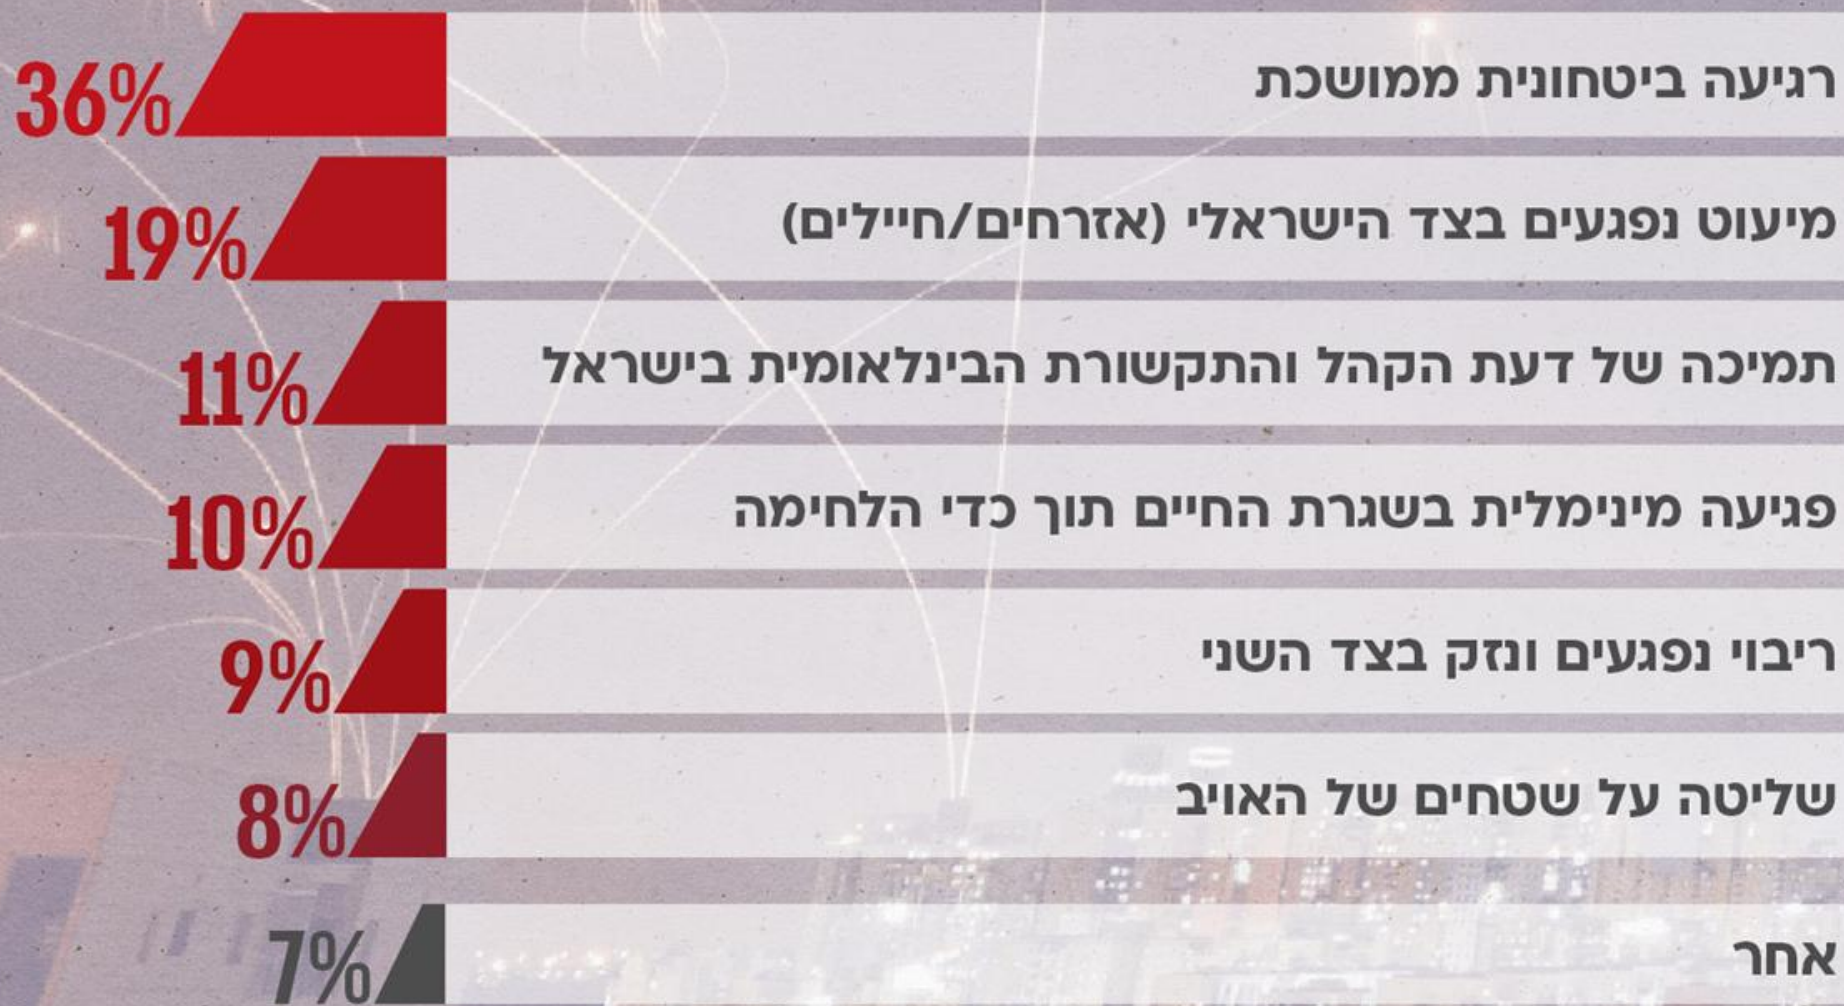 רגיעה ביטחונית ממושכת 36%
מיעוט נפגעים בצד הישראלי (אזרחים/חיילים) 19%
תמיכה של דעת הקהל והתקשורת הבינלאומית בישראל 11%
פגיעה מינימלית בשגרת החיים תוך כדי הלחימה 10%
ריבוי נפגעים ונזק בצד השני 9%
שליטה על שטחים של האויב 8%
אחר 7%